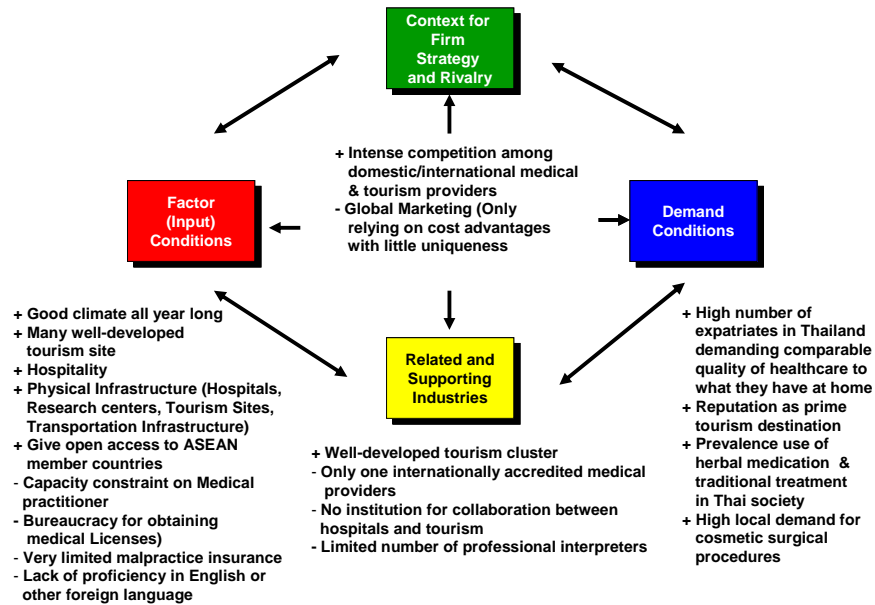 Context for
Firm
Strategy
and Rivalry
+ Intense competition among
domestic/international medical
& tourism providers
- Global Marketing (Only
relying on cost advantages
with little uniqueness
Factor
(Input)
Conditions
Demand
Conditions
+ Good climate all year long
+ Many well-developed
tourism site
+ Hospitality
+ Physical Infrastructure (Hospitals,
Research centers, Tourism Sites,
Transportation Infrastructure)
+ Give open access to ASEAN
member countries
- Capacity constraint on Medical
practitioner
- Bureaucracy for obtaining
medical Licenses)
- Very limited malpractice insurance
- Lack of proficiency in English or
other foreign language
Related and
Supporting
Industries
+ Well-developed tourism cluster
- Only one internationally accredited medical
providers
- No institution for collaboration between
hospitals and tourism
- Limited number of professional interpreters
+ High number of
expatriates in Thailand
demanding comparable
quality of healthcare to
what they have at home
+ Reputation as prime
tourism destination
+ Prevalence use of
herbal medication & 
traditional treatment
in Thai society
+ High local demand for
cosmetic surgical
procedures